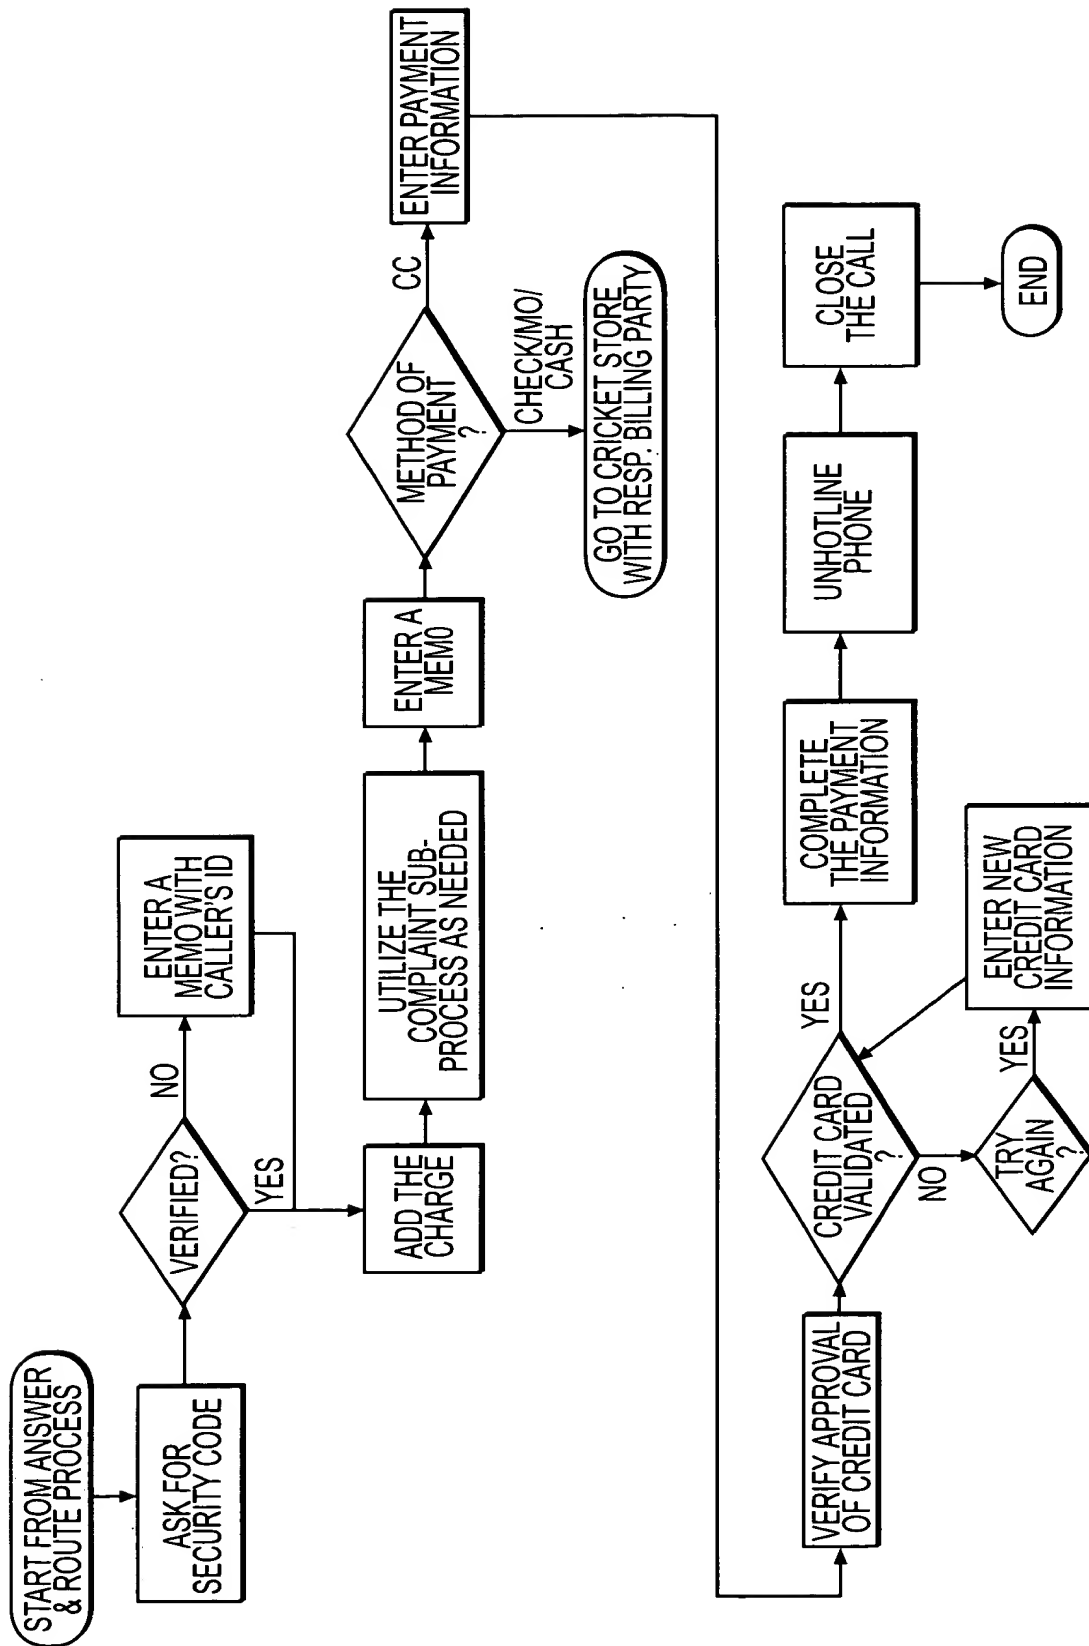 START FROM ANSWER
& ROUTE PROCESS
ASK FOR
SECURITY CODE
VERIFIED?
NO
ENTER A
MEMO WITH
CALLER'S ID
YES
ADD THE
CHARGE
UTILIZE THE
COMPLAINT SUB-
PROCESS AS NEEDED
ENTER A
MEMO
METHOD OF
PAYMENT
?
CC
ENTER PAYMENT
INFORMATION
CHECK/MO/
CASH
GO TO CRICKET STORE
WITH RESP. BILLING PARTY
VERIFY APPROVAL
OF CREDIT CARD
CREDIT CARD
VALIDATED
?
YES
COMPLETE
THE PAYMENT
INFORMATION
UNHOTLINE
PHONE
CLOSE
THE CALL
END
NO
TRY
AGAIN
?
YES
ENTER NEW
CREDIT CARD
INFORMATION